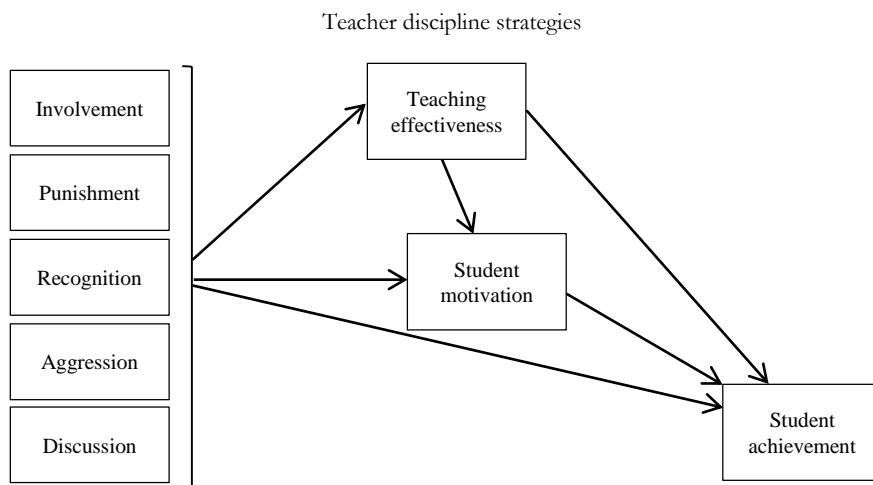 Teacher discipline strategies
Involvement
Punishment
Recognition
Aggression
Discussion
Teaching
effectiveness
Student
motivation
Student
achievement